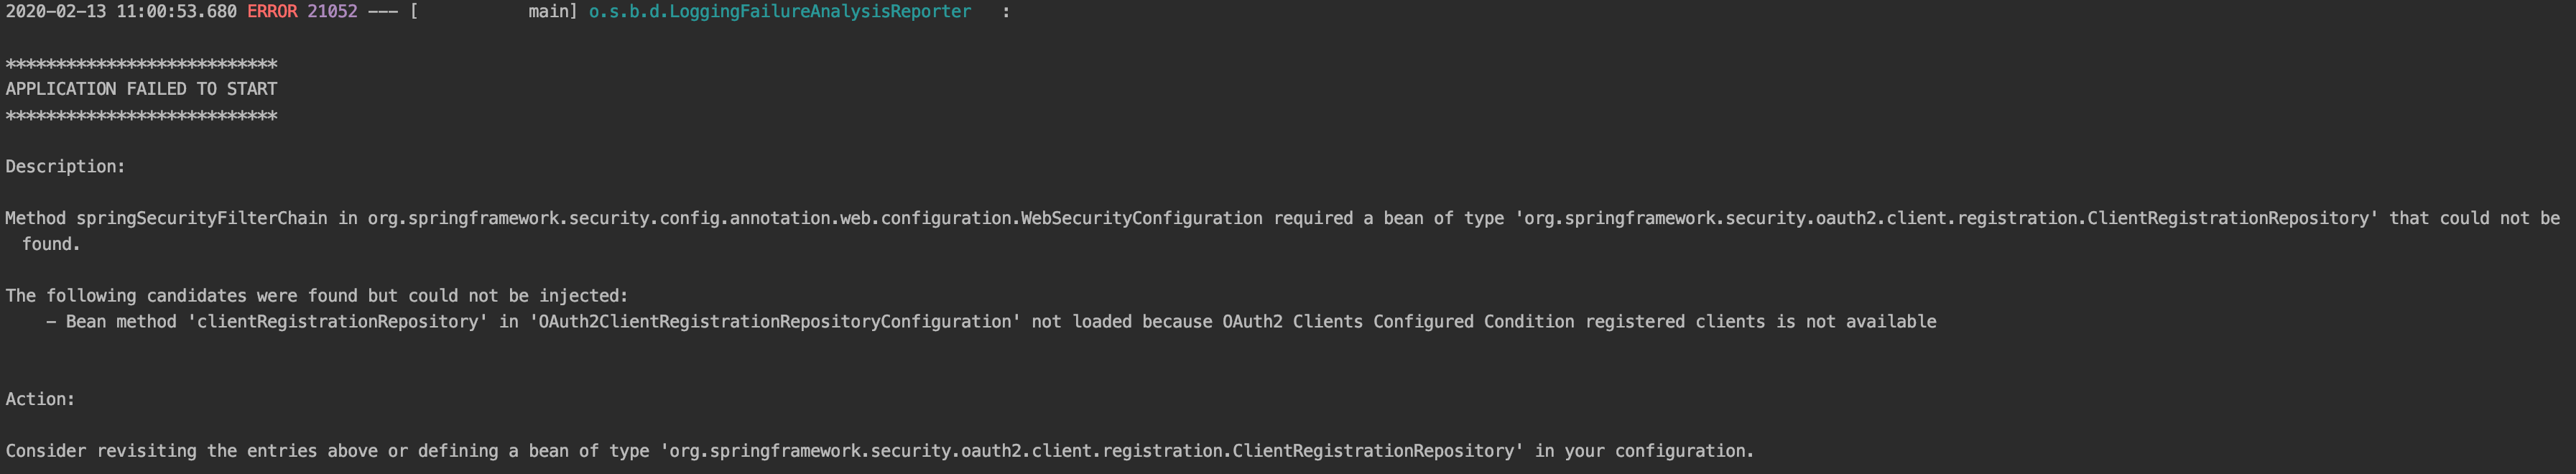 2020-02-13 11:00:53.680 ERROR 21052 --- [           main] o.s.b.d.LoggingFailureAnalysisReporter   :
***************************
APPLICATION FAILED TO START
***************************
Description:
Method springSecurityFilterChain in org.springframework.security.config.annotation.web.configuration.WebSecurityConfiguration required a bean of type 'org.springframework.security.oauth2.client.registration.ClientRegistrationRepository' that could not be
found.
The following candidates were found but could not be injected:
- Bean method 'clientRegistrationRepository' in 'OAuth2ClientRegistrationRepositoryConfiguration' not loaded because OAuth2 Clients Configured Condition registered clients is not available
Action:
Consider revisiting the entries above or defining a bean of type 'org.springframework.security.oauth2.client.registration.ClientRegistrationRepository' in your configuration.